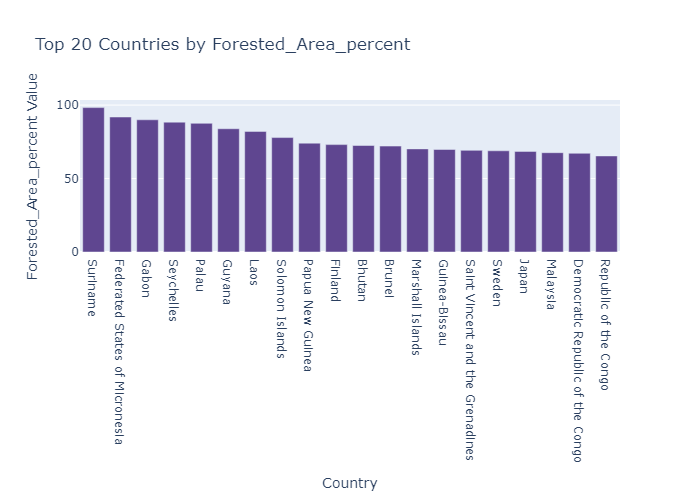 Top 20 Countries by Forested_Area_percent
Forested_Area_percent Value
100
50
0
Suriname
Federated States of Micronesia
Gabon
Seychelles
Palau
Guyana
Laos
Solomon Islands
Papua New Guinea
Finland
Bhutan
Brunei
Marshall Islands
Guinea-Bissau
Saint Vincent and the Grenadines
Sweden
Japan
Malaysia
Democratic Republic of the Congo
Republic of the Congo
Country